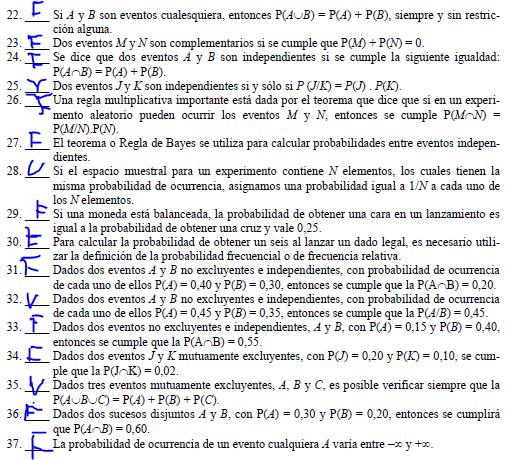 22. F Si A y B son eventos cualesquiera, entonces P(A∪B) = P(A) + P(B), siempre y sin restric-
ción alguna.
23. F Dos eventos M y N son complementarios si se cumple que P(M) + P(N) = 0.
24. F Se dice que dos eventos A y B son independientes si se cumple la siguiente igualdad:
P(A∩B) = P(A) + P(B).
25. V Dos eventos J y K son independientes si y sólo si P (J/K) = P(J) . P(K).
26. Una regla multiplicativa importante está dada por el teorema que dice que si en un experi-
mento aleatorio pueden ocurrir los eventos M y N, entonces se cumple P(M∩N) =
P(M/N).P(N).
27. F El teorema o Regla de Bayes se utiliza para calcular probabilidades entre eventos indepen-
dientes.
28. V Si el espacio muestral para un experimento contiene N elementos, los cuales tienen la
misma probabilidad de ocurrencia, asignamos una probabilidad igual a 1/N a cada uno de
los N elementos.
29. F Si una moneda está balanceada, la probabilidad de obtener una cara en un lanzamiento es
igual a la probabilidad de obtener una cruz y vale 0,25.
30. F Para calcular la probabilidad de obtener un seis al lanzar un dado legal, es necesario utili-
zar la definición de la probabilidad frecuencial o de frecuencia relativa.
31. F Dados dos eventos A y B no excluyentes e independientes, con probabilidad de ocurrencia
de cada uno de ellos P(A) = 0,40 y P(B) = 0,30, entonces se cumple que la P(A∩B) = 0,20.
32. V Dados dos eventos A y B no excluyentes e independientes, con probabilidad de ocurrencia
de cada uno de ellos P(A) = 0,45 y P(B) = 0,35, entonces se cumple que la P(A/B) = 0,45.
33. F Dados dos eventos no excluyentes e independientes, A y B, con P(A) = 0,15 y P(B) = 0,40,
entonces se cumple que la P(A∩B) = 0,55.
34. F Dados dos eventos J y K mutuamente excluyentes, con P(J) = 0,20 y P(K) = 0,10, se cum-
ple que la P(J∩K) = 0,02.
35. V Dados tres eventos mutuamente excluyentes, A, B y C, es posible verificar siempre que la
P(A∪B∪C) = P(A) + P(B) + P(C).
36. F Dados dos sucesos disjuntos A y B, con P(A) = 0,30 y P(B) = 0,20, entonces se cumplirá
que P(A∩B) = 0,60.
37. F La probabilidad de ocurrencia de un evento cualquiera A varía entre –∞ y +∞.